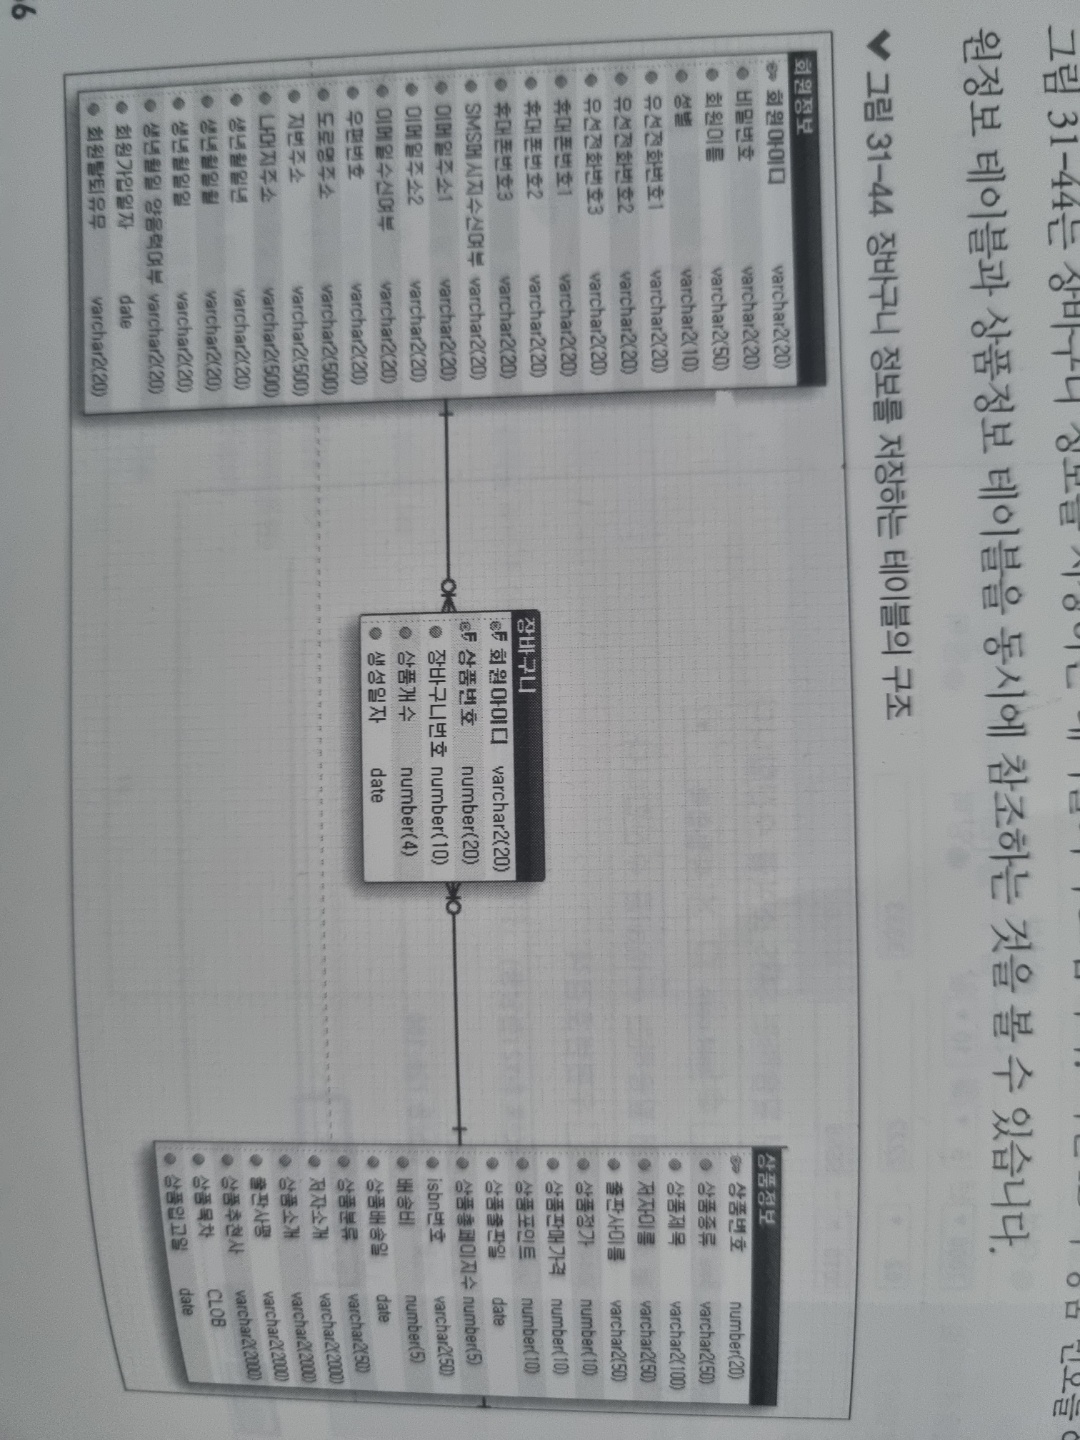 그림 31-44는 장바구니 정보를 저장하는
원정보 테이블과 상품정보 테이블을 동시에 참조하는 것을 볼 수 있습니다.
그림 31-44 장바구니 정보를 저장하는 테이블의 구조
회원정보
회원아이디 varchar2(20)
비밀번호 varchar2(20)
회원이름 varchar2(50)
성별 varchar2(10)
유선전화번호1 varchar2(20)
유선전화번호2 varchar2(20)
유선전화번호3 varchar2(20)
휴대폰번호1 varchar2(20)
휴대폰번호2 varchar2(20)
휴대폰번호3 varchar2(20)
SMS메시지수신여부 varchar2(20)
이메일주소1 varchar2(20)
이메일주소2 varchar2(20)
이메일수신여부 varchar2(20)
우편번호 varchar2(20)
도로명주소 varchar2(500)
지번주소 varchar2(500)
나머지주소 varchar2(500)
생년월일년 varchar2(20)
생년월일월 varchar2(20)
생년월일일 varchar2(20)
생년월일 양음력여부 varchar2(20)
회원가입일자 date
회원탈퇴유무 varchar2(20)
장바구니
회원아이디 varchar2(20)
상품번호 number(20)
장바구니번호 number(10)
상품개수 number(4)
생성일자 date
상품정보
상품번호 number(20)
상품종류 varchar2(50)
상품제목 varchar2(100)
저자이름 varchar2(50)
출판사이름 varchar2(50)
상품정가 number(10)
상품판매가격 number(10)
상품포인트 number(10)
상품출판일 date
상품총페이지수 number(5)
isbn번호 varchar2(50)
배송비 number(5)
상품배송일 date
상품분류 varchar2(50)
저자소개 varchar2(2000)
상품소개 varchar2(2000)
출판사평 varchar2(2000)
상품추천사 varchar2(2000)
상품목차 CLOB
상품입고일 date